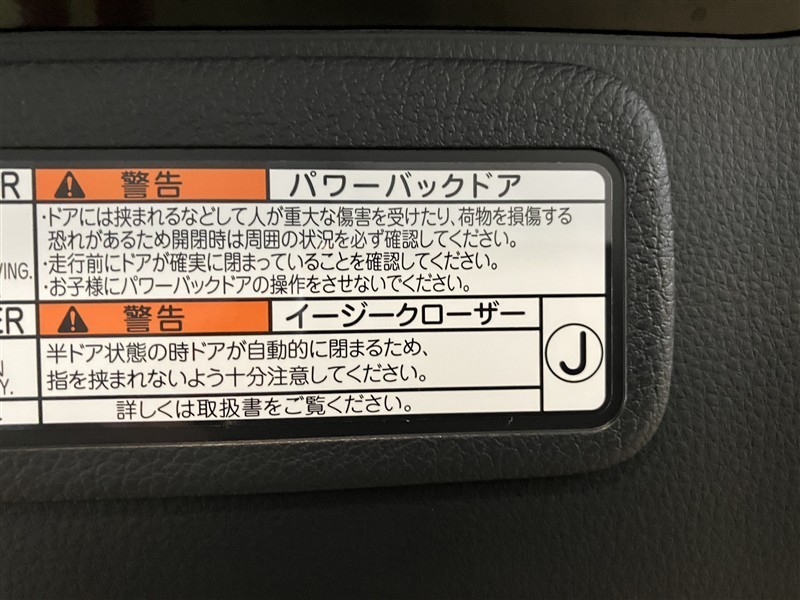 R
警告
パワーバックドア
・ドアには挟まれるなどして人が重大な傷害を受けたり、荷物を損傷する
恐れがあるため開閉時は周囲の状況を必ず確認してください。
VING.
・走行前にドアが確実に閉まっていることを確認してください。
・お子様にパワーバックドアの操作をさせないでください。
ER
警告
イージークローザー
半ドア状態の時ドアが自動的に閉まるため、
N
指を挟まれないよう十分注意してください。
Y.
詳しくは取扱書をご覧ください。
J